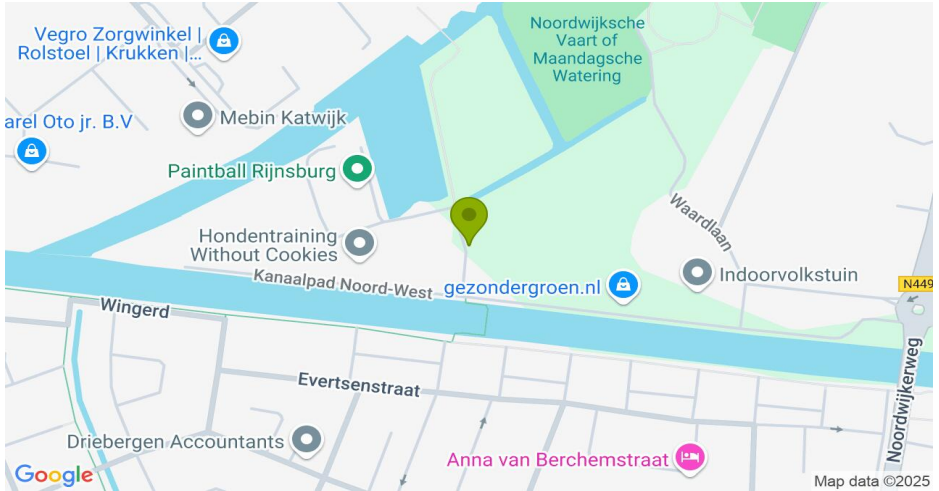 Vegro Zorgwinkel |
Rolstoel | Krukken |...
Noordwijksche
Vaart of
Maandagsche
Watering
Mebin Katwijk
arel Oto jr. B.V
Paintball Rijnsburg
Waardlaan
Hondentraining
Without Cookies
Kanaalpad Noord-West
gezondergroen.nl
Indoorvolkstuin
N449
Wingerd
Evertsenstraat
Noordwijkerweg
Driebergen Accountants
Anna van Berchemstraat
Google
Map data ©2025